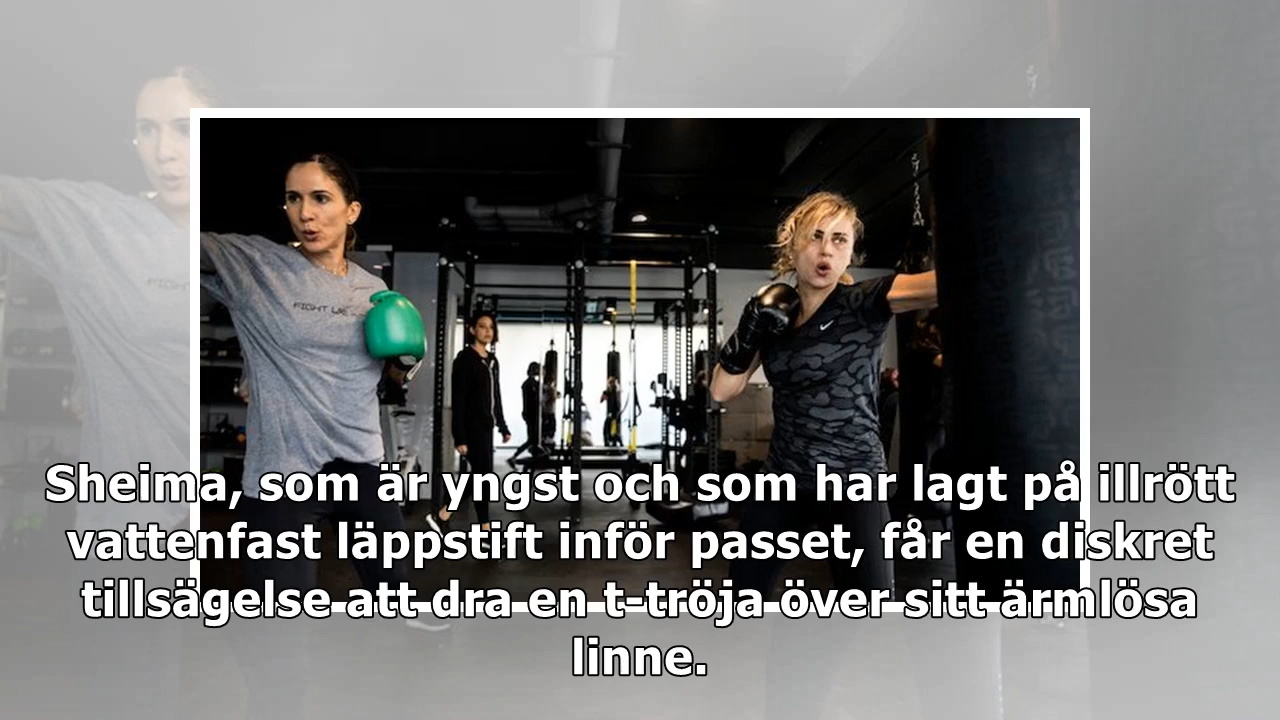 FIGHT
Sheima, som är yngst och som har lagt på illrött
vattenfast läppstift inför passet, får en diskret
tillsägelse att dra en t-tröja över sitt ärmlösa
linne.